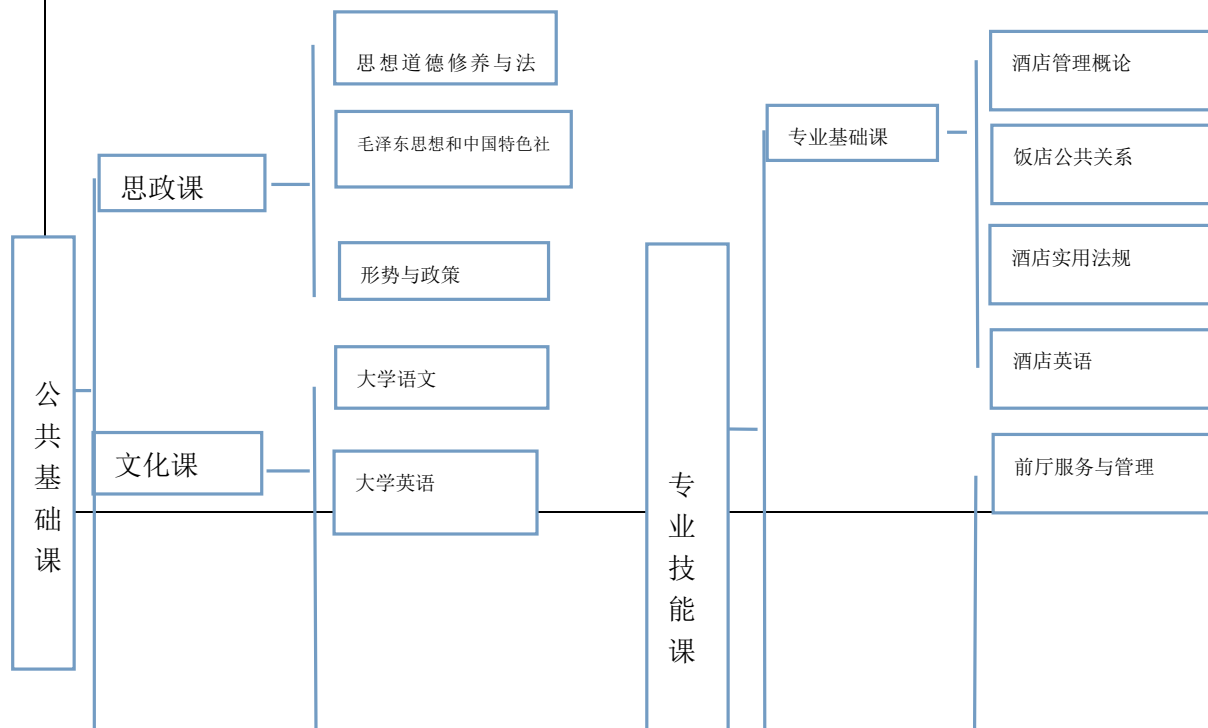 公共基础课
思政课
思想道德修养与法
毛泽东思想和中国特色社
形势与政策
文化课
大学语文
大学英语
专业技能课
专业基础课
酒店管理概论
饭店公共关系
酒店实用法规
酒店英语
前厅服务与管理